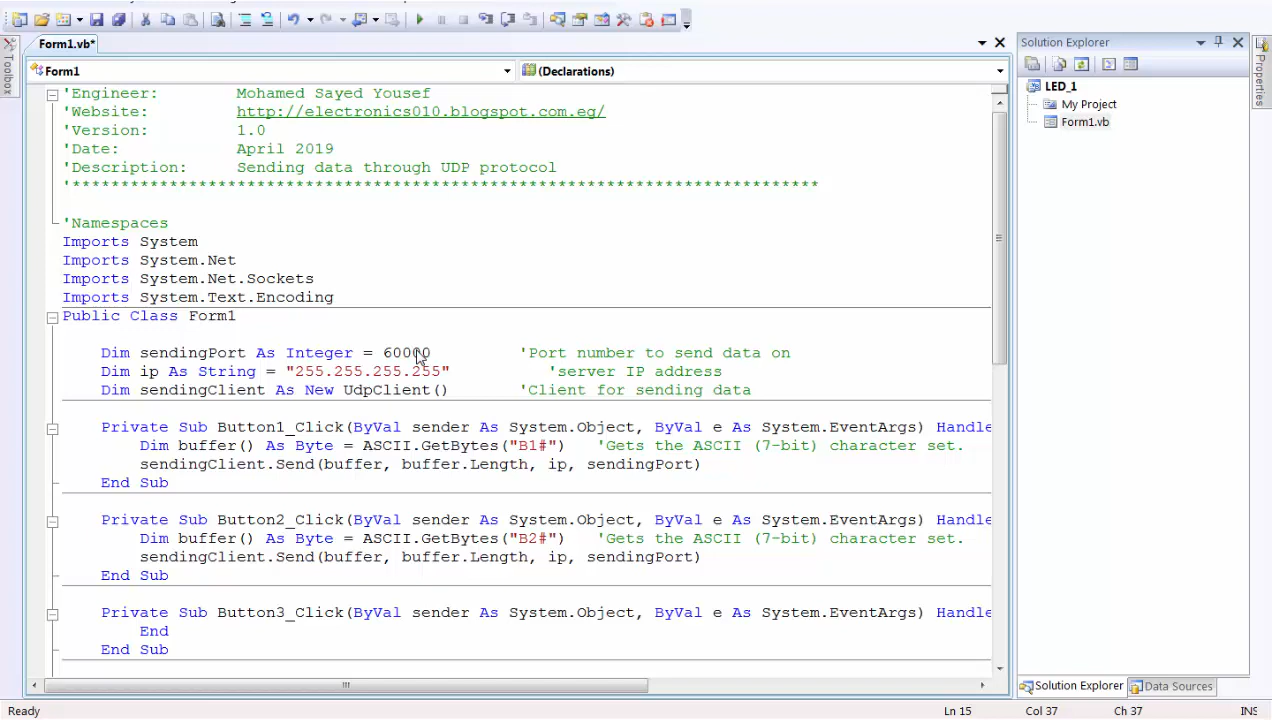 Form1.vb*
Form1
(Declarations)
'Engineer: Mohamed Sayed Yousef
'Website: http://electronics010.blogspot.com.eg/
'Version: 1.0
'Date: April 2019
'Description: Sending data through UDP protocol
'*****************************************************************************
'Namespaces
Imports System
Imports System.Net
Imports System.Net.Sockets
Imports System.Text.Encoding
Public Class Form1
Dim sendingPort As Integer = 60000 'Port number to send data on
Dim ip As String = "255.255.255.255" 'server IP address
Dim sendingClient As New UdpClient() 'Client for sending data
Private Sub Button1_Click(ByVal sender As System.Object, ByVal e As System.EventArgs) Handle
Dim buffer() As Byte = ASCII.GetBytes("B1#") 'Gets the ASCII (7-bit) character set.
sendingClient.Send(buffer, buffer.Length, ip, sendingPort)
End Sub
Private Sub Button2_Click(ByVal sender As System.Object, ByVal e As System.EventArgs) Handle
Dim buffer() As Byte = ASCII.GetBytes("B2#") 'Gets the ASCII (7-bit) character set.
sendingClient.Send(buffer, buffer.Length, ip, sendingPort)
End Sub
Private Sub Button3_Click(ByVal sender As System.Object, ByVal e As System.EventArgs) Handle
End
End Sub
Toolbox
Solution Explorer
LED_1
My Project
Form1.vb
Solution Explorer
Data Sources
Properties
Ready
Ln 15
Col 37
Ch 37
INS